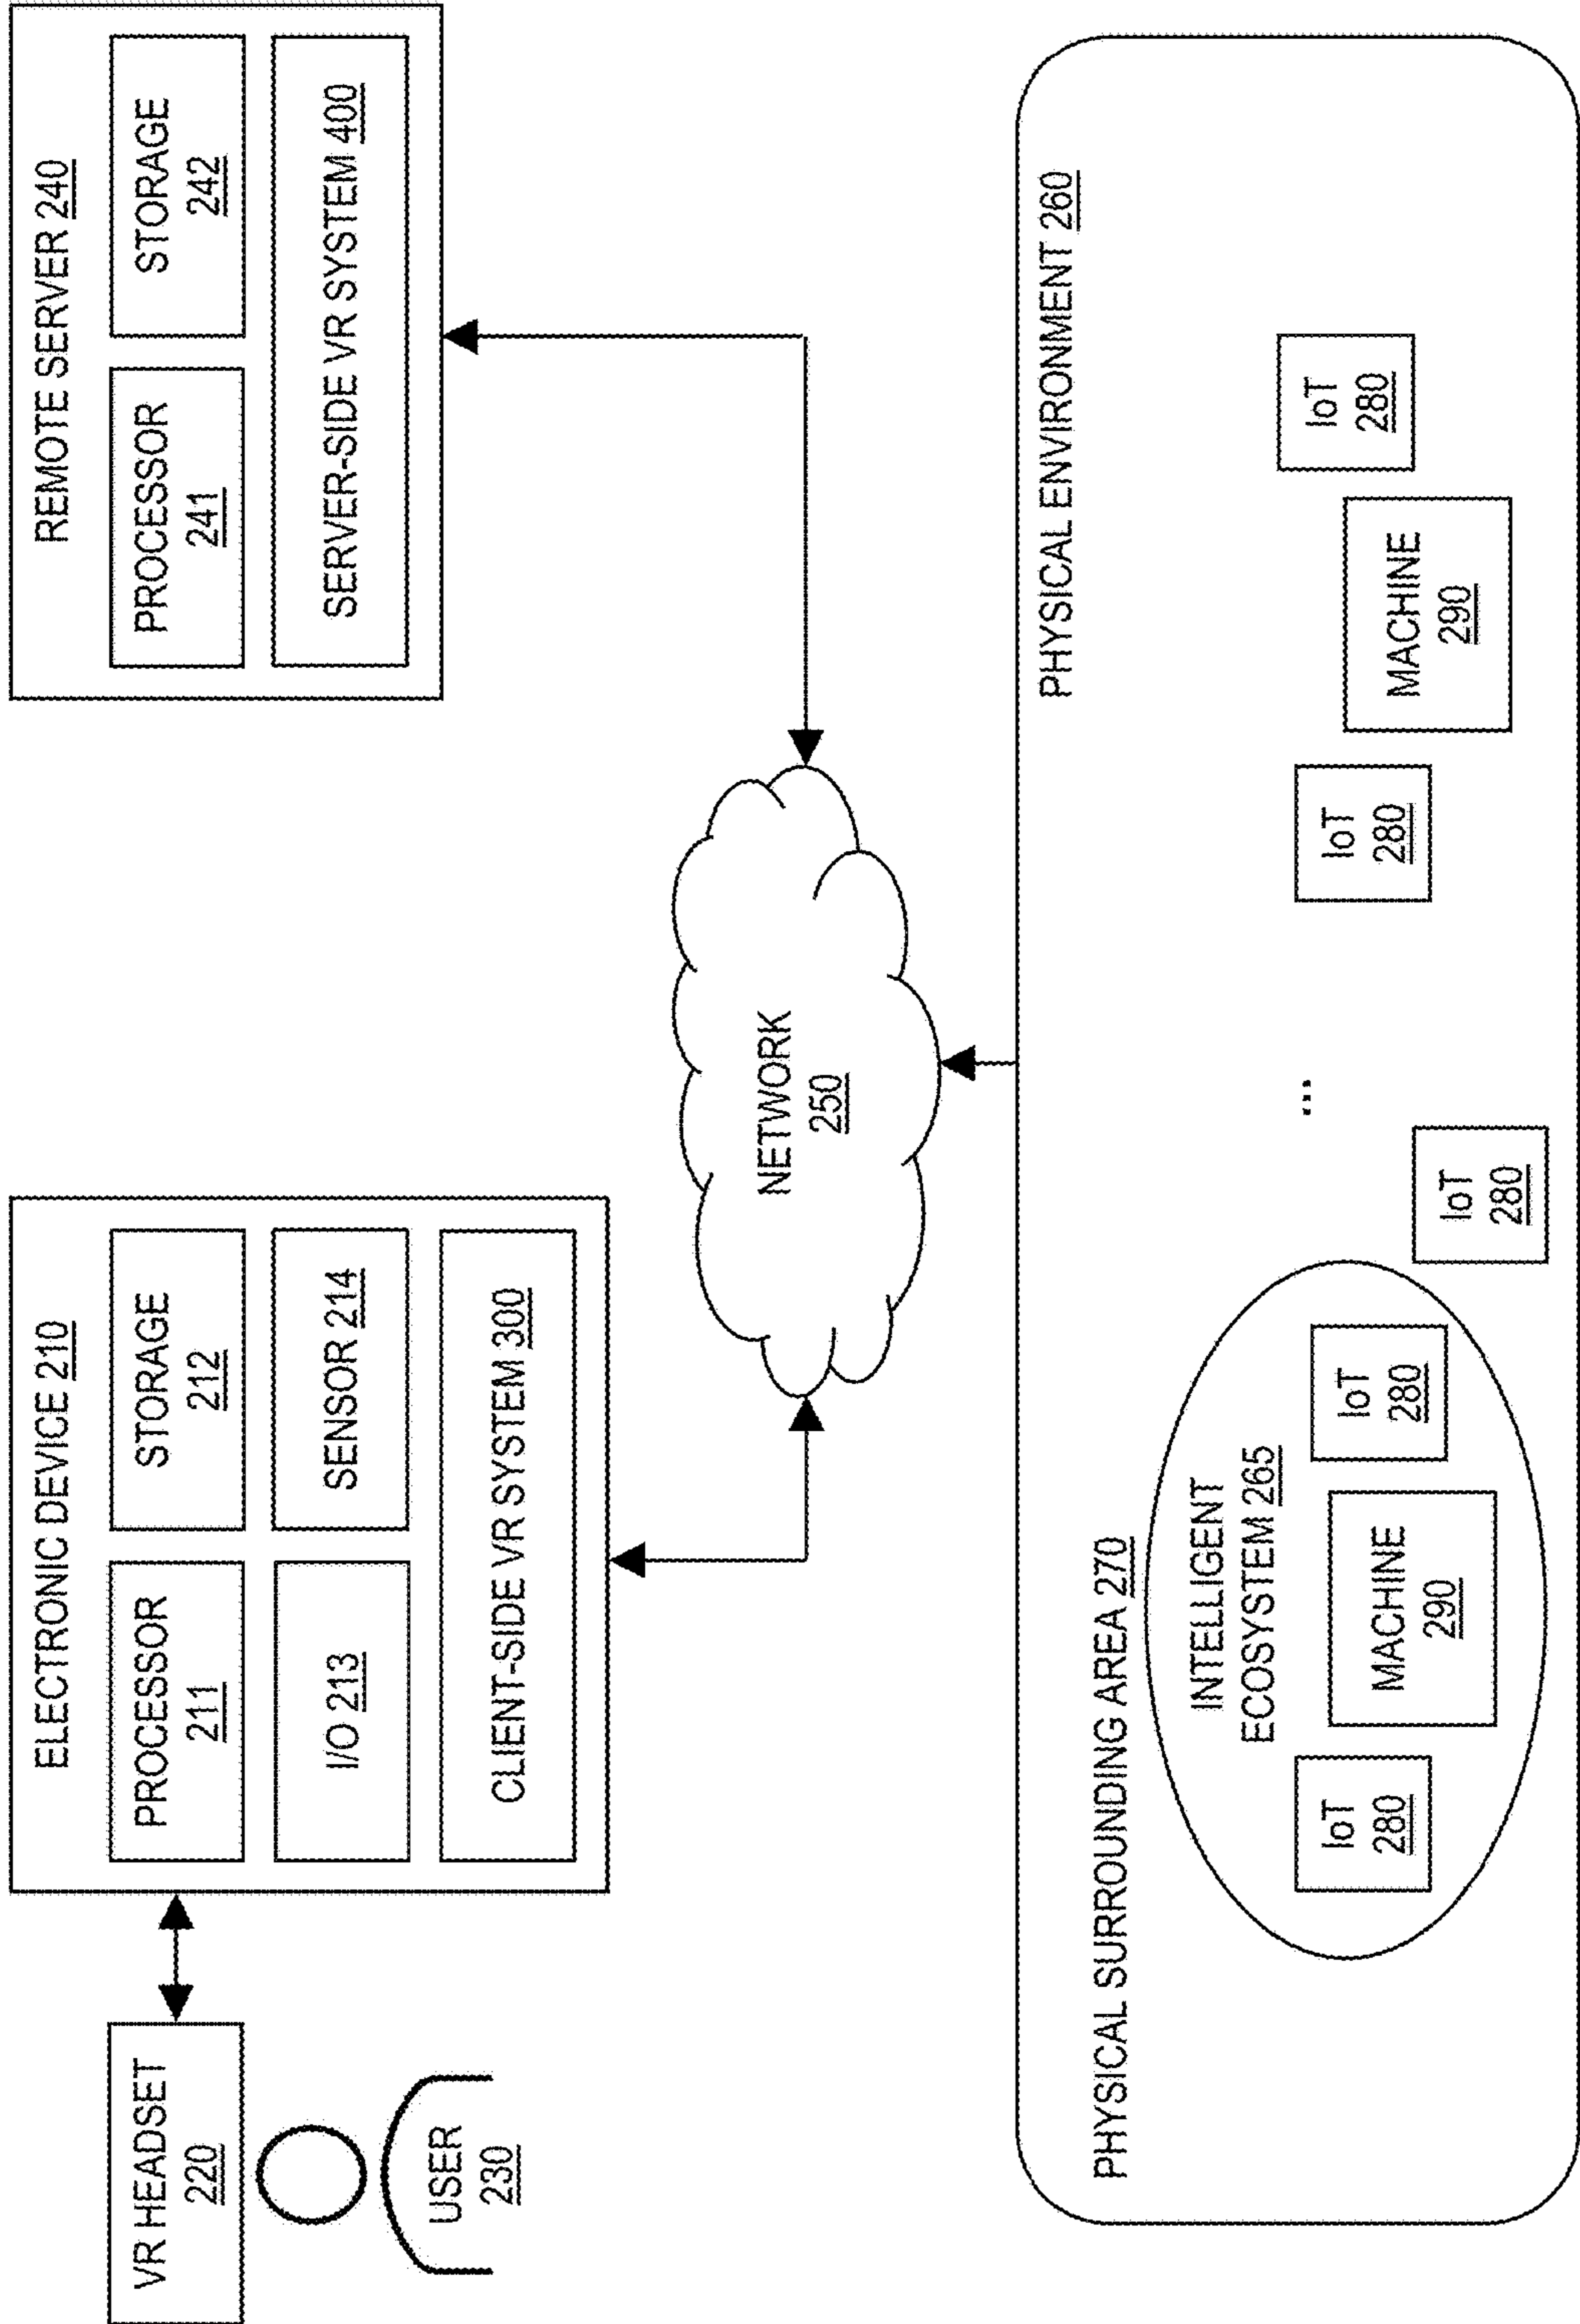 VR HEADSET
220
USER
230
ELECTRONIC DEVICE 210
PROCESSOR
211
STORAGE
212
I/O 213
SENSOR 214
CLIENT-SIDE VR SYSTEM 300
REMOTE SERVER 240
PROCESSOR
241
STORAGE
242
SERVER-SIDE VR SYSTEM 400
NETWORK
250
PHYSICAL ENVIRONMENT 260
PHYSICAL SURROUNDING AREA 270
INTELLIGENT
ECOSYSTEM 265
IoT
280
MACHINE
290
IoT
280
IoT
280
...
IoT
280
MACHINE
290
IoT
280